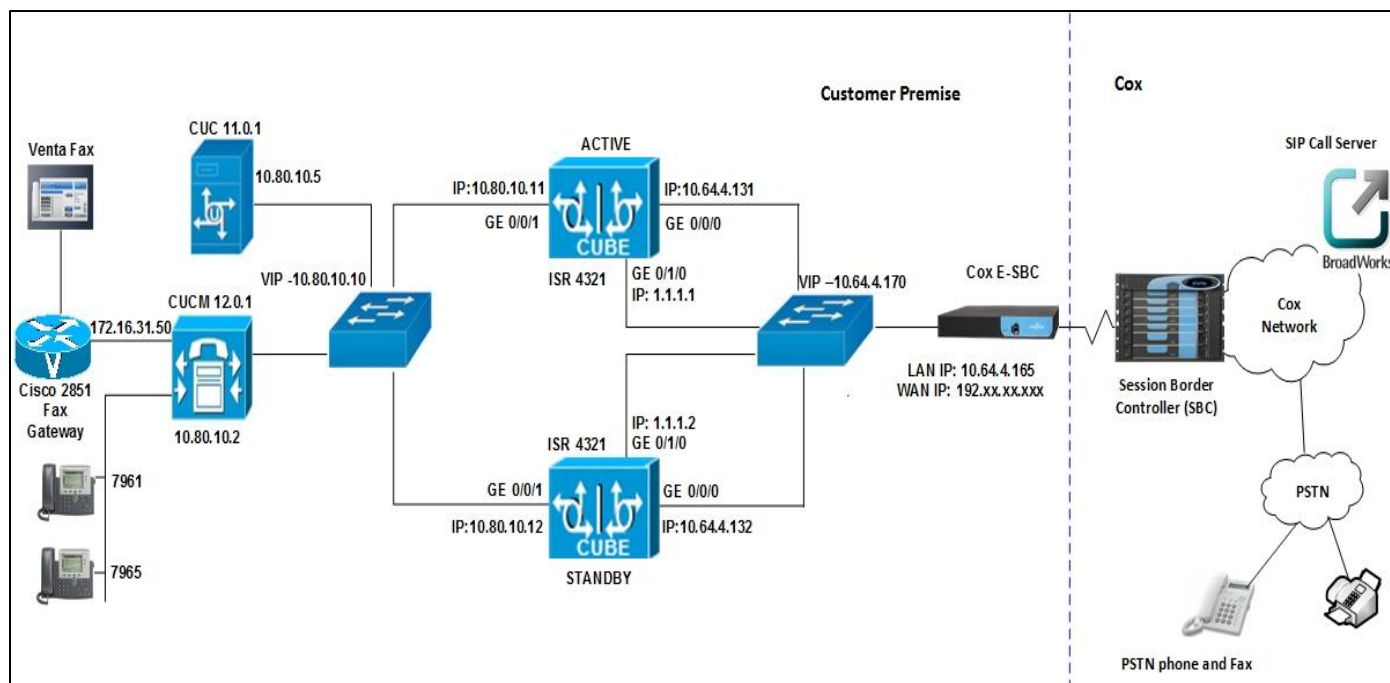 Customer Premise
Cox
SIP Call Server
BroadWorks
Venta Fax
CUC 11.0.1
10.80.10.5
ACTIVE
IP:10.80.10.11
IP:10.64.4.131
GE 0/0/1
GE 0/0/0
CUBE
ISR 4321
GE 0/1/0
IP: 1.1.1.1
VIP -10.80.10.10
VIP –10.64.4.170
Cox E-SBC
LAN IP: 10.64.4.165
WAN IP: 192.xx.xx.xxx
Cox
Network
Session Border
Controller (SBC)
CUCM 12.0.1
172.16.31.50
V
Cisco 2851
Fax
Gateway
U
10.80.10.2
7961
7965
IP: 1.1.1.2
ISR 4321
GE 0/1/0
GE 0/0/1
GE 0/0/0
IP:10.80.10.12
IP:10.64.4.132
CUBE
STANDBY
PSTN
PSTN phone and Fax